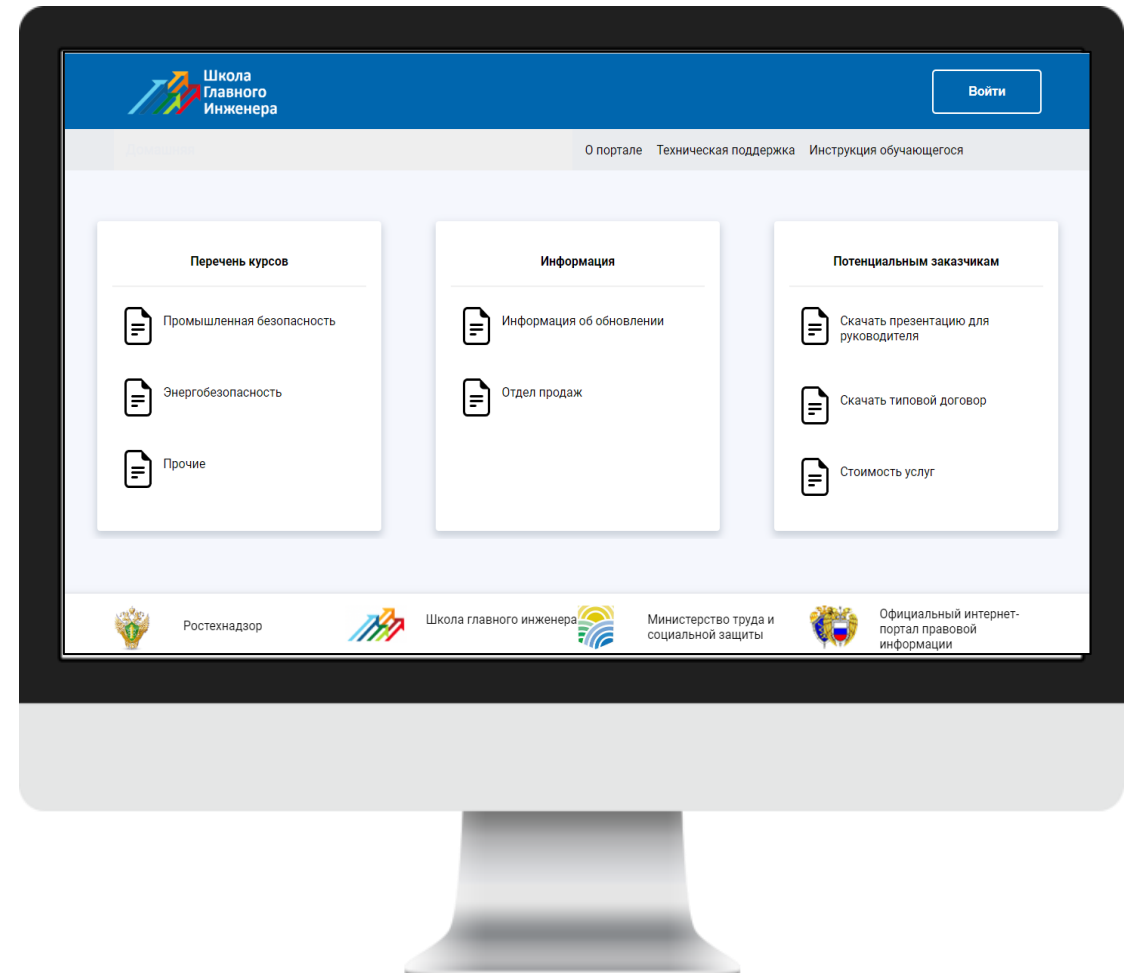 Школа
Главного
Инженера
Войти
О портале Техническая поддержка Инструкция обучающегося
Перечень курсов
Промышленная безопасность
Энергобезопасность
Прочие
Информация
Информация об обновлении
Отдел продаж
Потенциальным заказчикам
Скачать презентацию для
руководителя
Скачать типовой договор
Стоимость услуг
Ростехнадзор
Школа главного инженера
Министерство труда и
социальной защиты
Официальный интернет-
портал правовой
информации